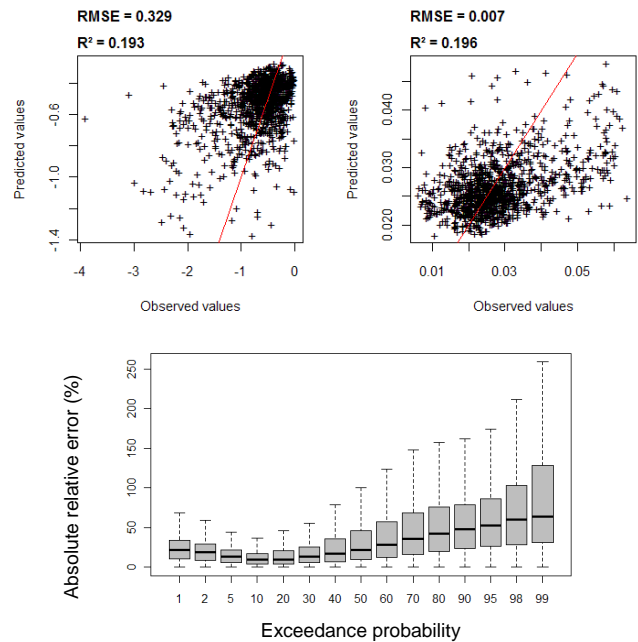 RMSE = 0.329
R² = 0.193
Predicted values
-0.6
-1.0
-1.4
-4
-3
-2
-1
0
Observed values
RMSE = 0.007
R² = 0.196
Predicted values
0.040
0.030
0.020
0.01
0.03
0.05
Observed values
Absolute relative error (%)
250
200
150
100
50
0
1 2 5 10 20 30 40 50 60 70 80 90 95 98 99
Exceedance probability